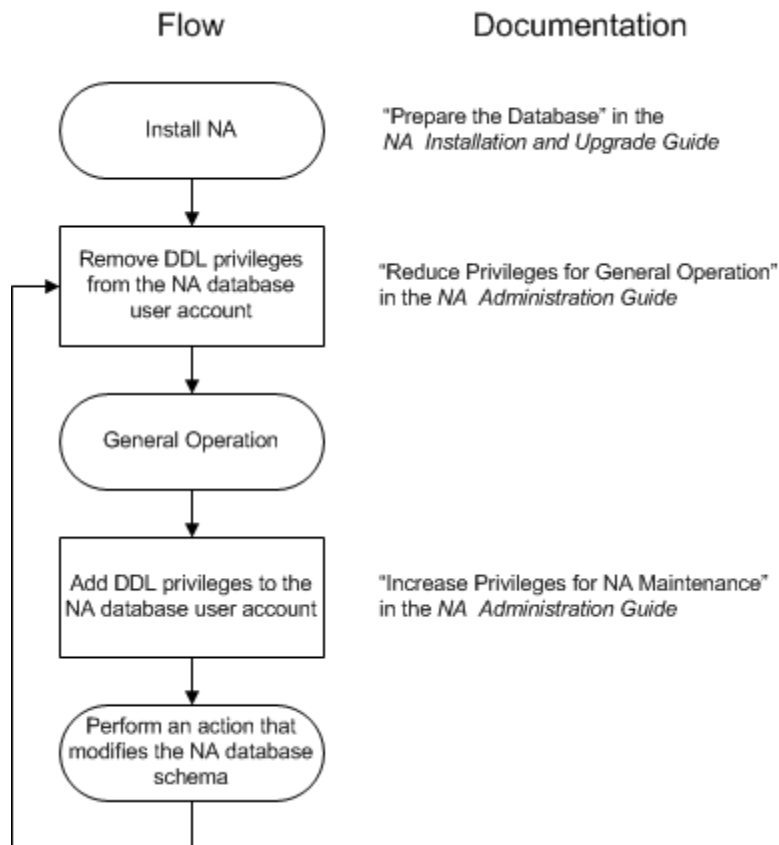 Flow
Documentation
Install NA
"Prepare the Database" in the
NA Installation and Upgrade Guide
Remove DDL privileges
from the NA database
user account
"Reduce Privileges for General Operation"
in the NA Administration Guide
General Operation
Add DDL privileges to the
NA database user account
"Increase Privileges for NA Maintenance"
in the NA Administration Guide
Perform an action that
modifies the NA database
schema